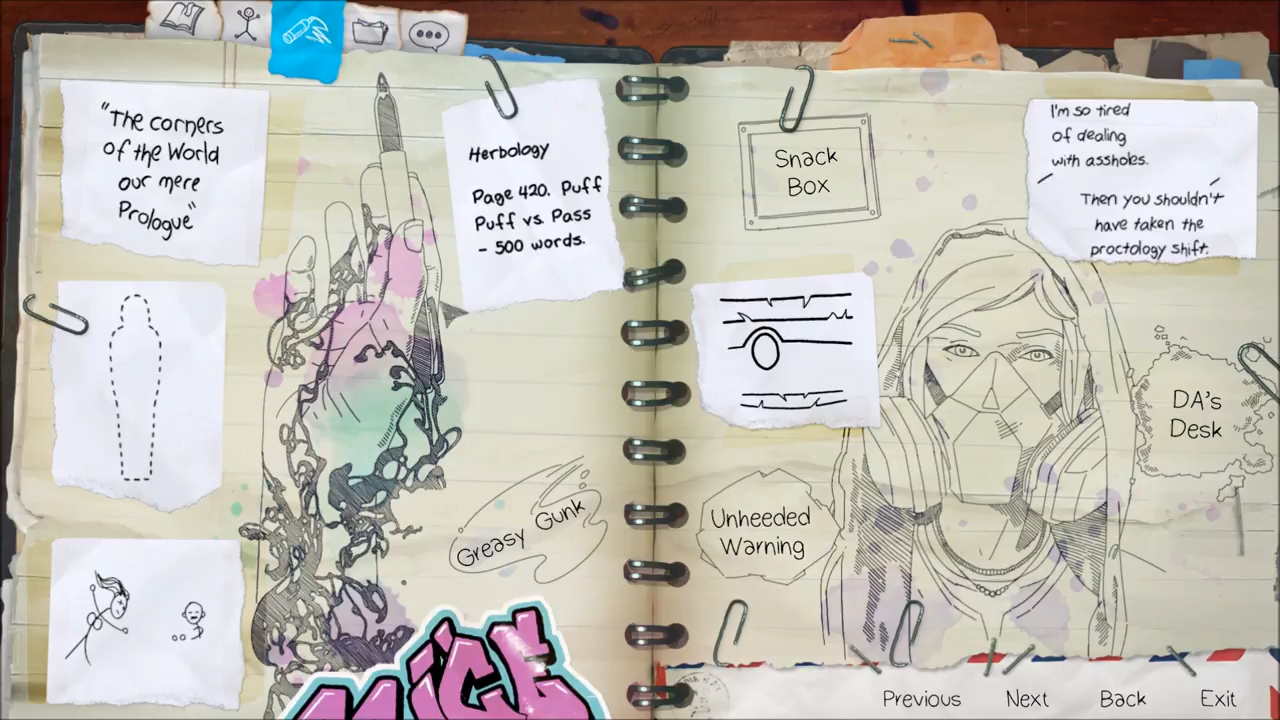 "The corners
of the World
our mere
Prologue"
Herbology
Page 420. Puff
Puff vs. Pass
- 500 words.
Greasy Gunk
Snack
Box
I'm so tired
of dealing
with assholes.
Then you shouldn't
have taken the
proctology shift.
DA's
Desk
Unheeded
Warning
Previous
Next
Back
Exit